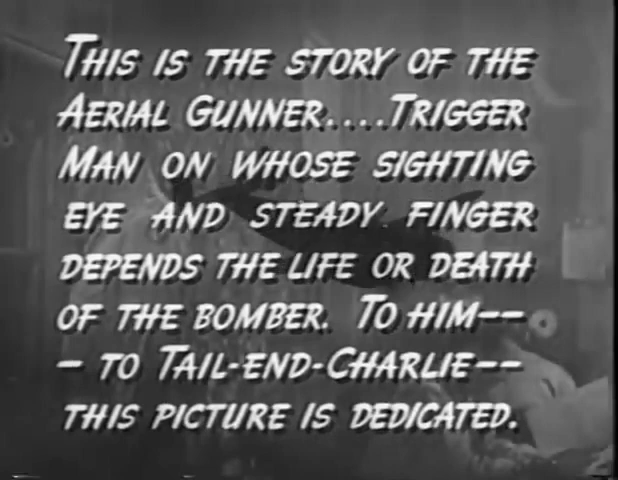 THIS IS THE STORY OF THE
AERIAL GUNNER....TRIGGER
MAN ON WHOSE SIGHTING
EYE AND STEADY FINGER
DEPENDS THE LIFE OR DEATH
OF THE BOMBER. TO HIM--
- TO TAIL-END-CHARLIE--
THIS PICTURE IS DEDICATED.